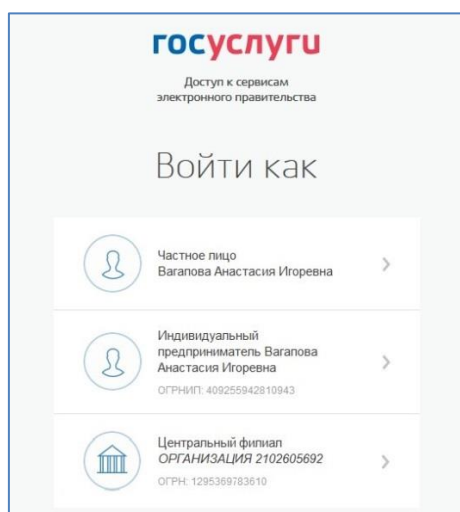 госуслуги
Доступ к сервисам
электронного правительства
Войти как
Частное лицо
Вагапова Анастасия Игоревна
Индивидуальный
предприниматель Вагапова
Анастасия Игоревна
ОГРНИП: 409255942810943
Центральный филиал
ОРГАНИЗАЦИЯ 2102605692
ОГРН: 1295369783610